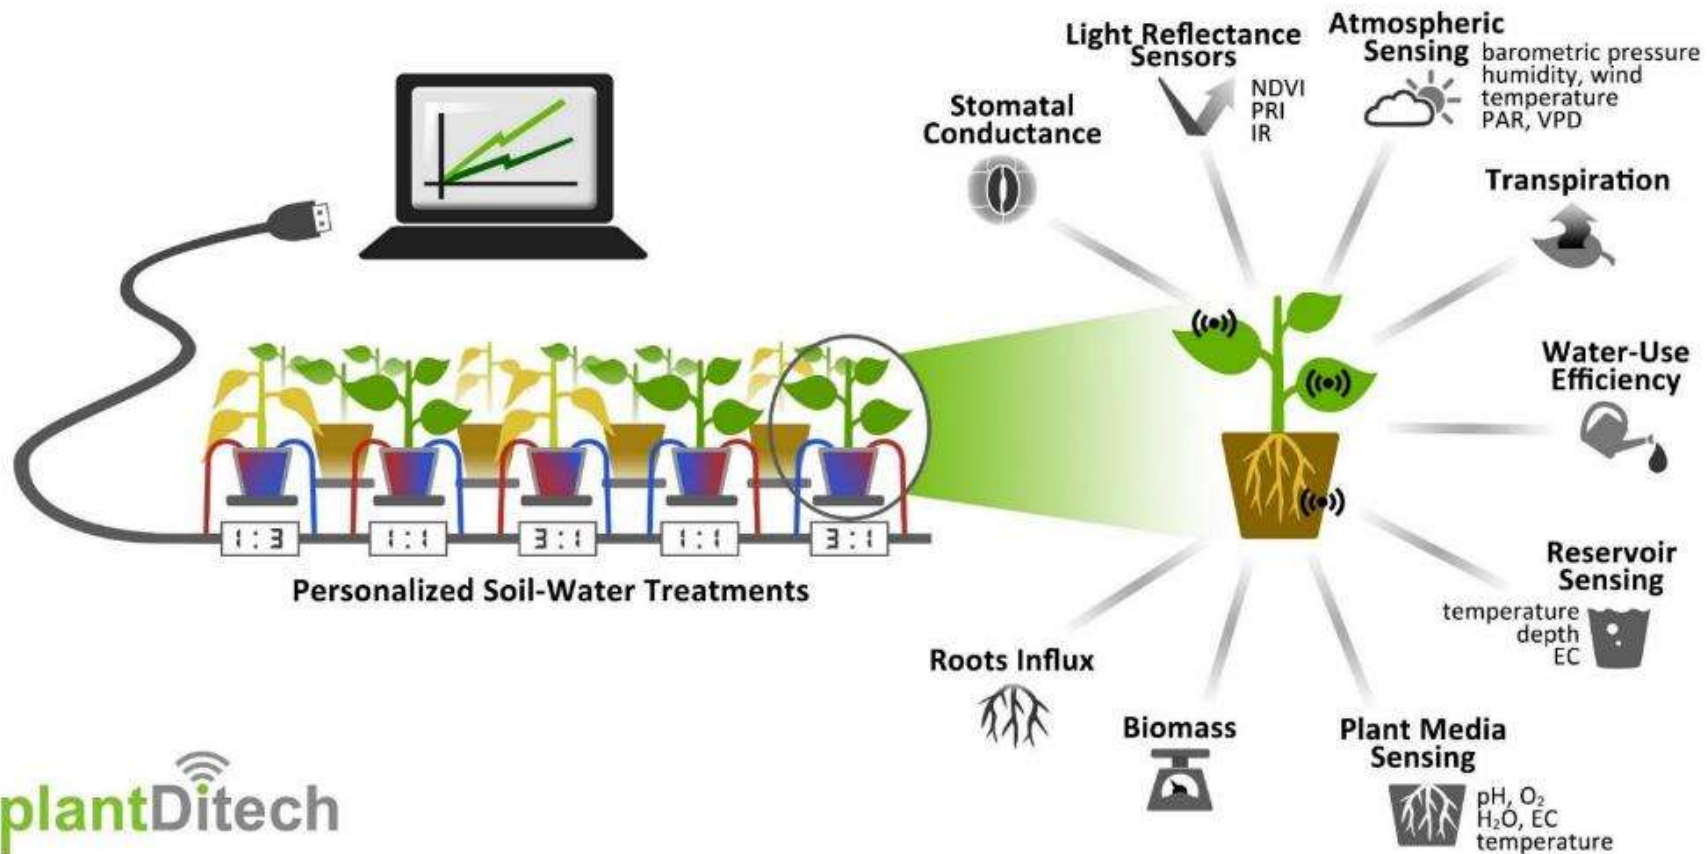 Light Reflectance
Sensors
NDVI
PRI
IR
Atmospheric
Sensing
barometric pressure
humidity, wind
temperature
PAR, VPD
Stomatal
Conductance
Transpiration
Water-Use
Efficiency
Reservoir
Sensing
temperature
depth
EC
1:3
1:1
3:1
1:1
3:1
Personalized Soil-Water Treatments
Roots Influx
Biomass
Plant Media
Sensing
pH, O₂
H₂O, EC
temperature
plantDitech